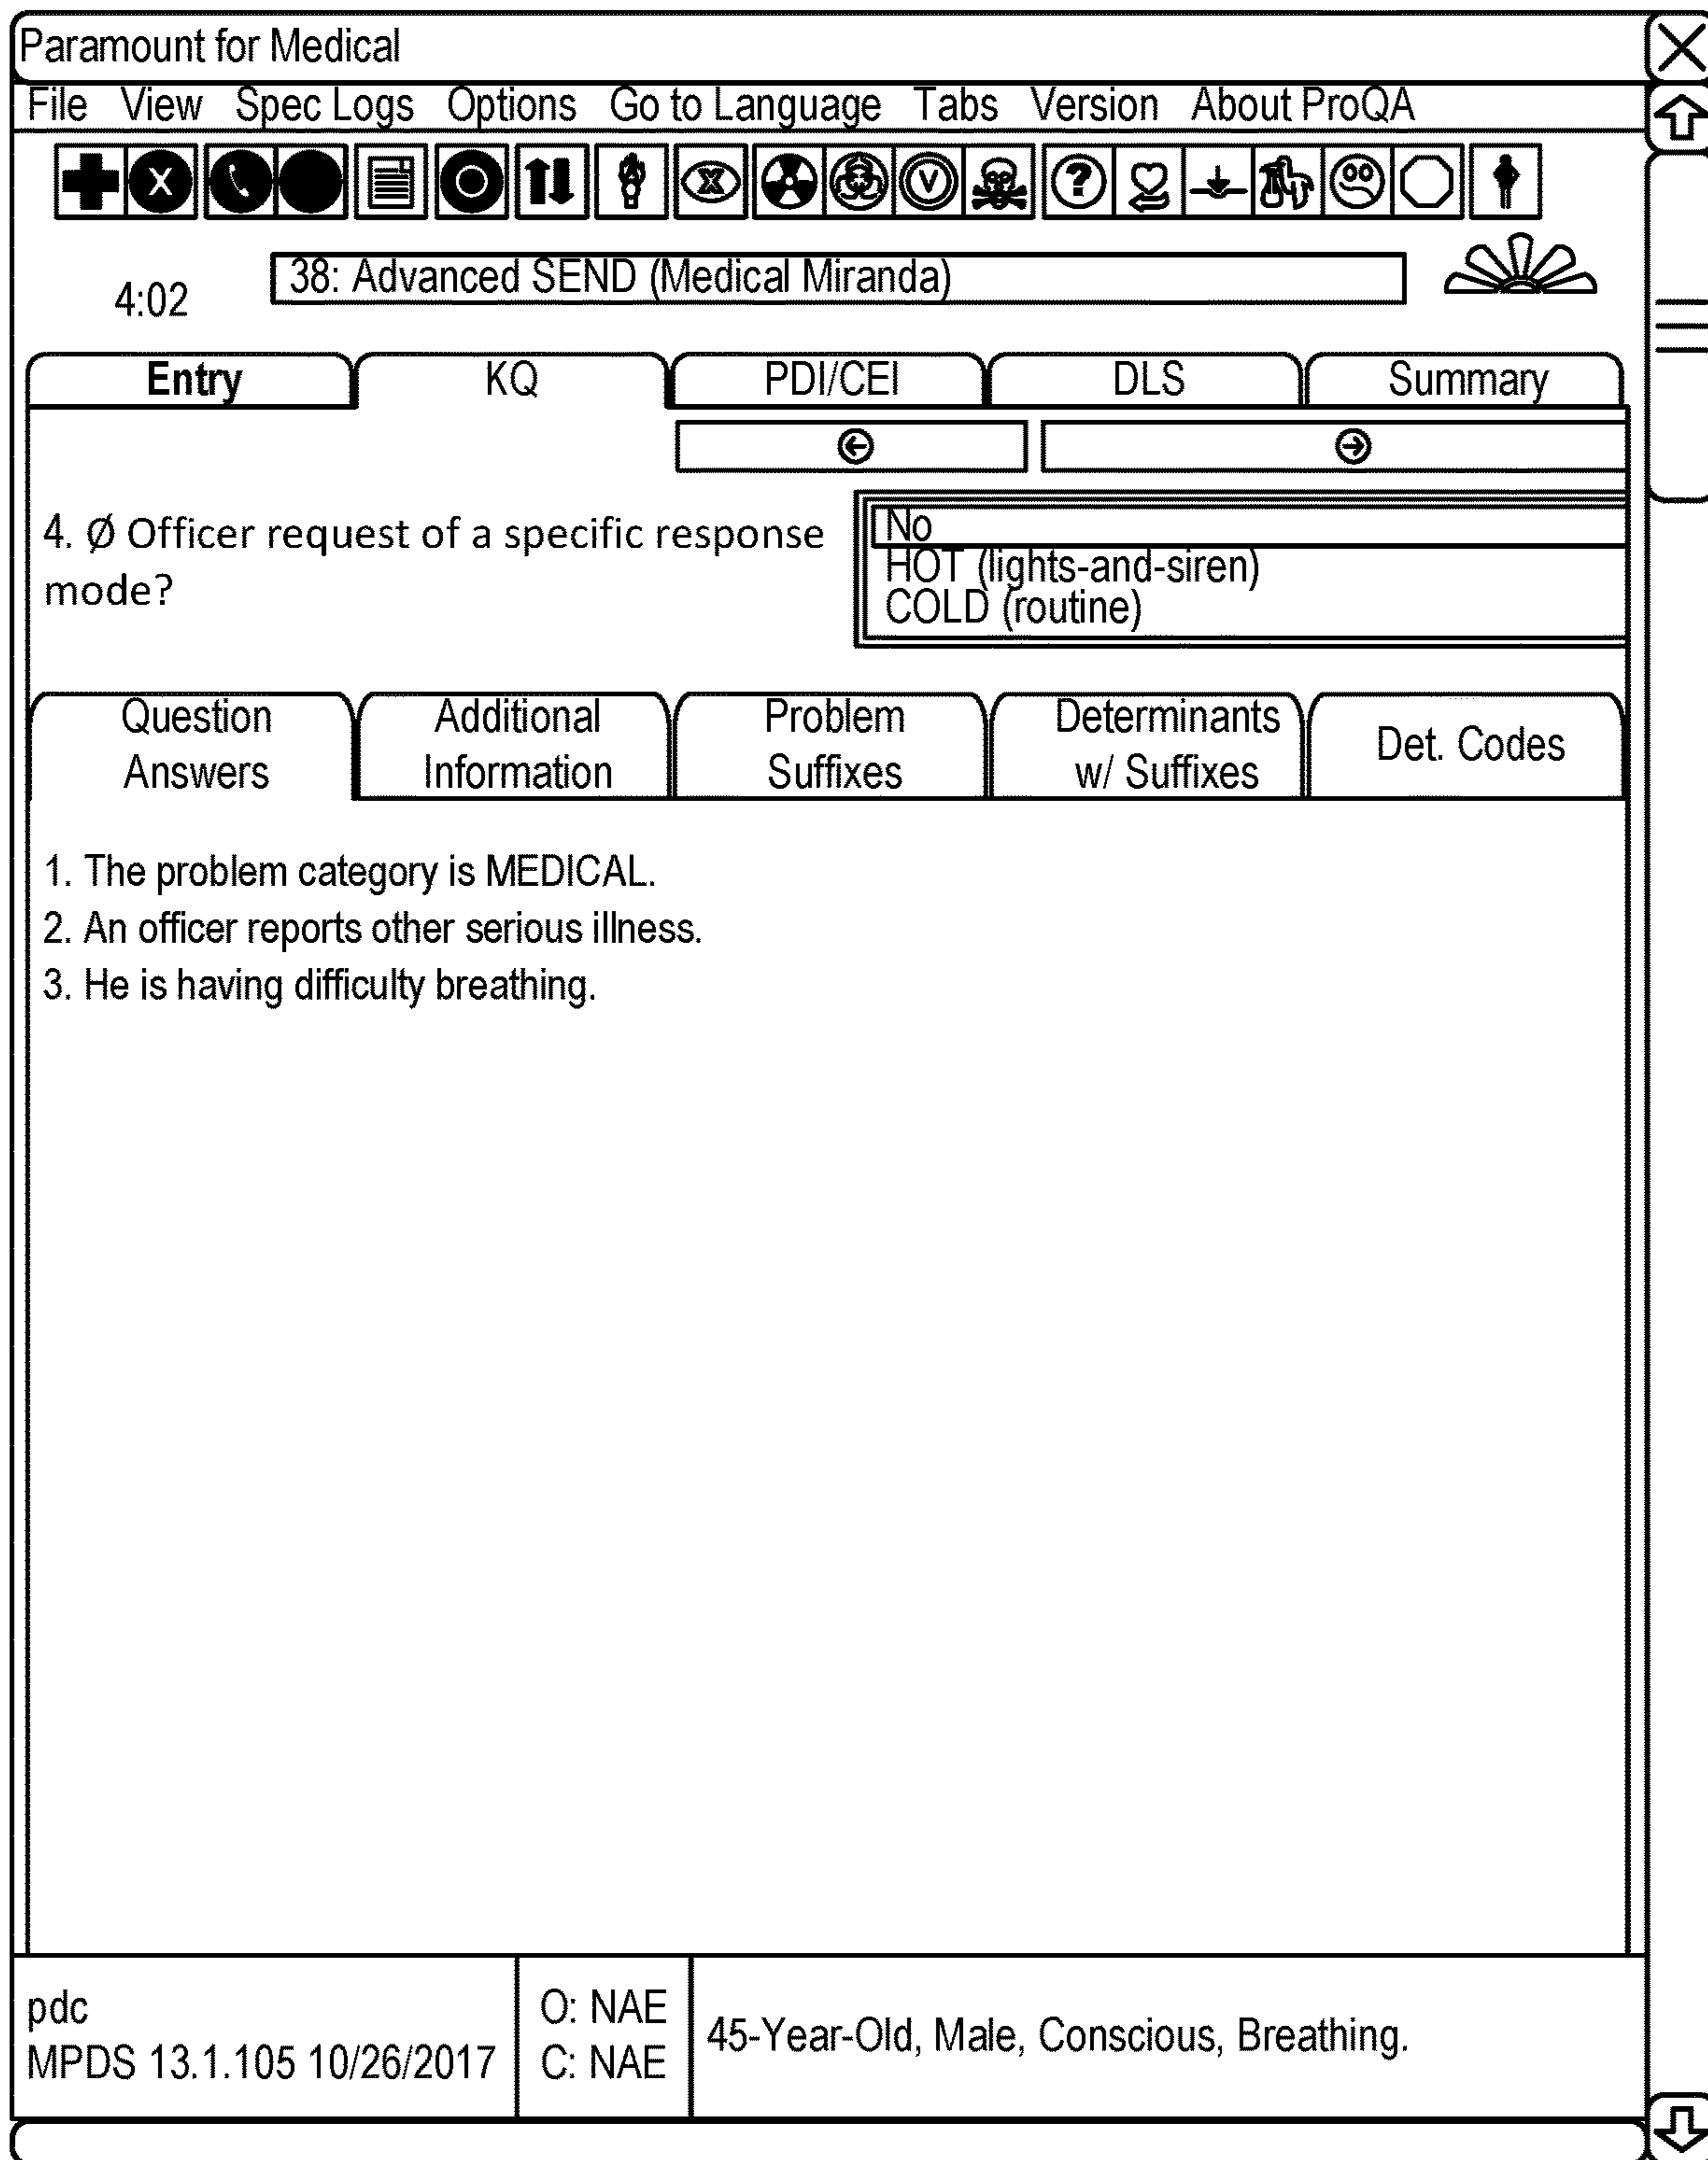 Paramount for Medical
File View Spec Logs Options Go to Language Tabs Version About ProQA
X V ?
4:02
38: Advanced SEND (Medical Miranda)
Entry KQ PDI/CEI DLS Summary
4. Ø Officer request of a specific response
mode?
No
HOT (lights-and-siren)
COLD (routine)
Question Answers
Additional Information
Problem Suffixes
Determinants w/ Suffixes
Det. Codes
1. The problem category is MEDICAL.
2. An officer reports other serious illness.
3. He is having difficulty breathing.
pdc
MPDS 13.1.105 10/26/2017
O: NAE
C: NAE
45-Year-Old, Male, Conscious, Breathing.